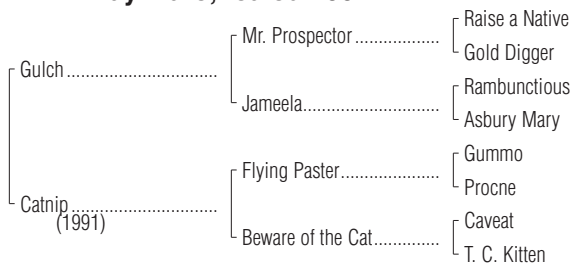 Raise a Native
Mr. Prospector
Gold Digger
Gulch
Rambunctious
Jameela
Asbury Mary
Gummo
Flying Paster
Procne
Catnip
(1991)
Caveat
Beware of the Cat
T. C. Kitten